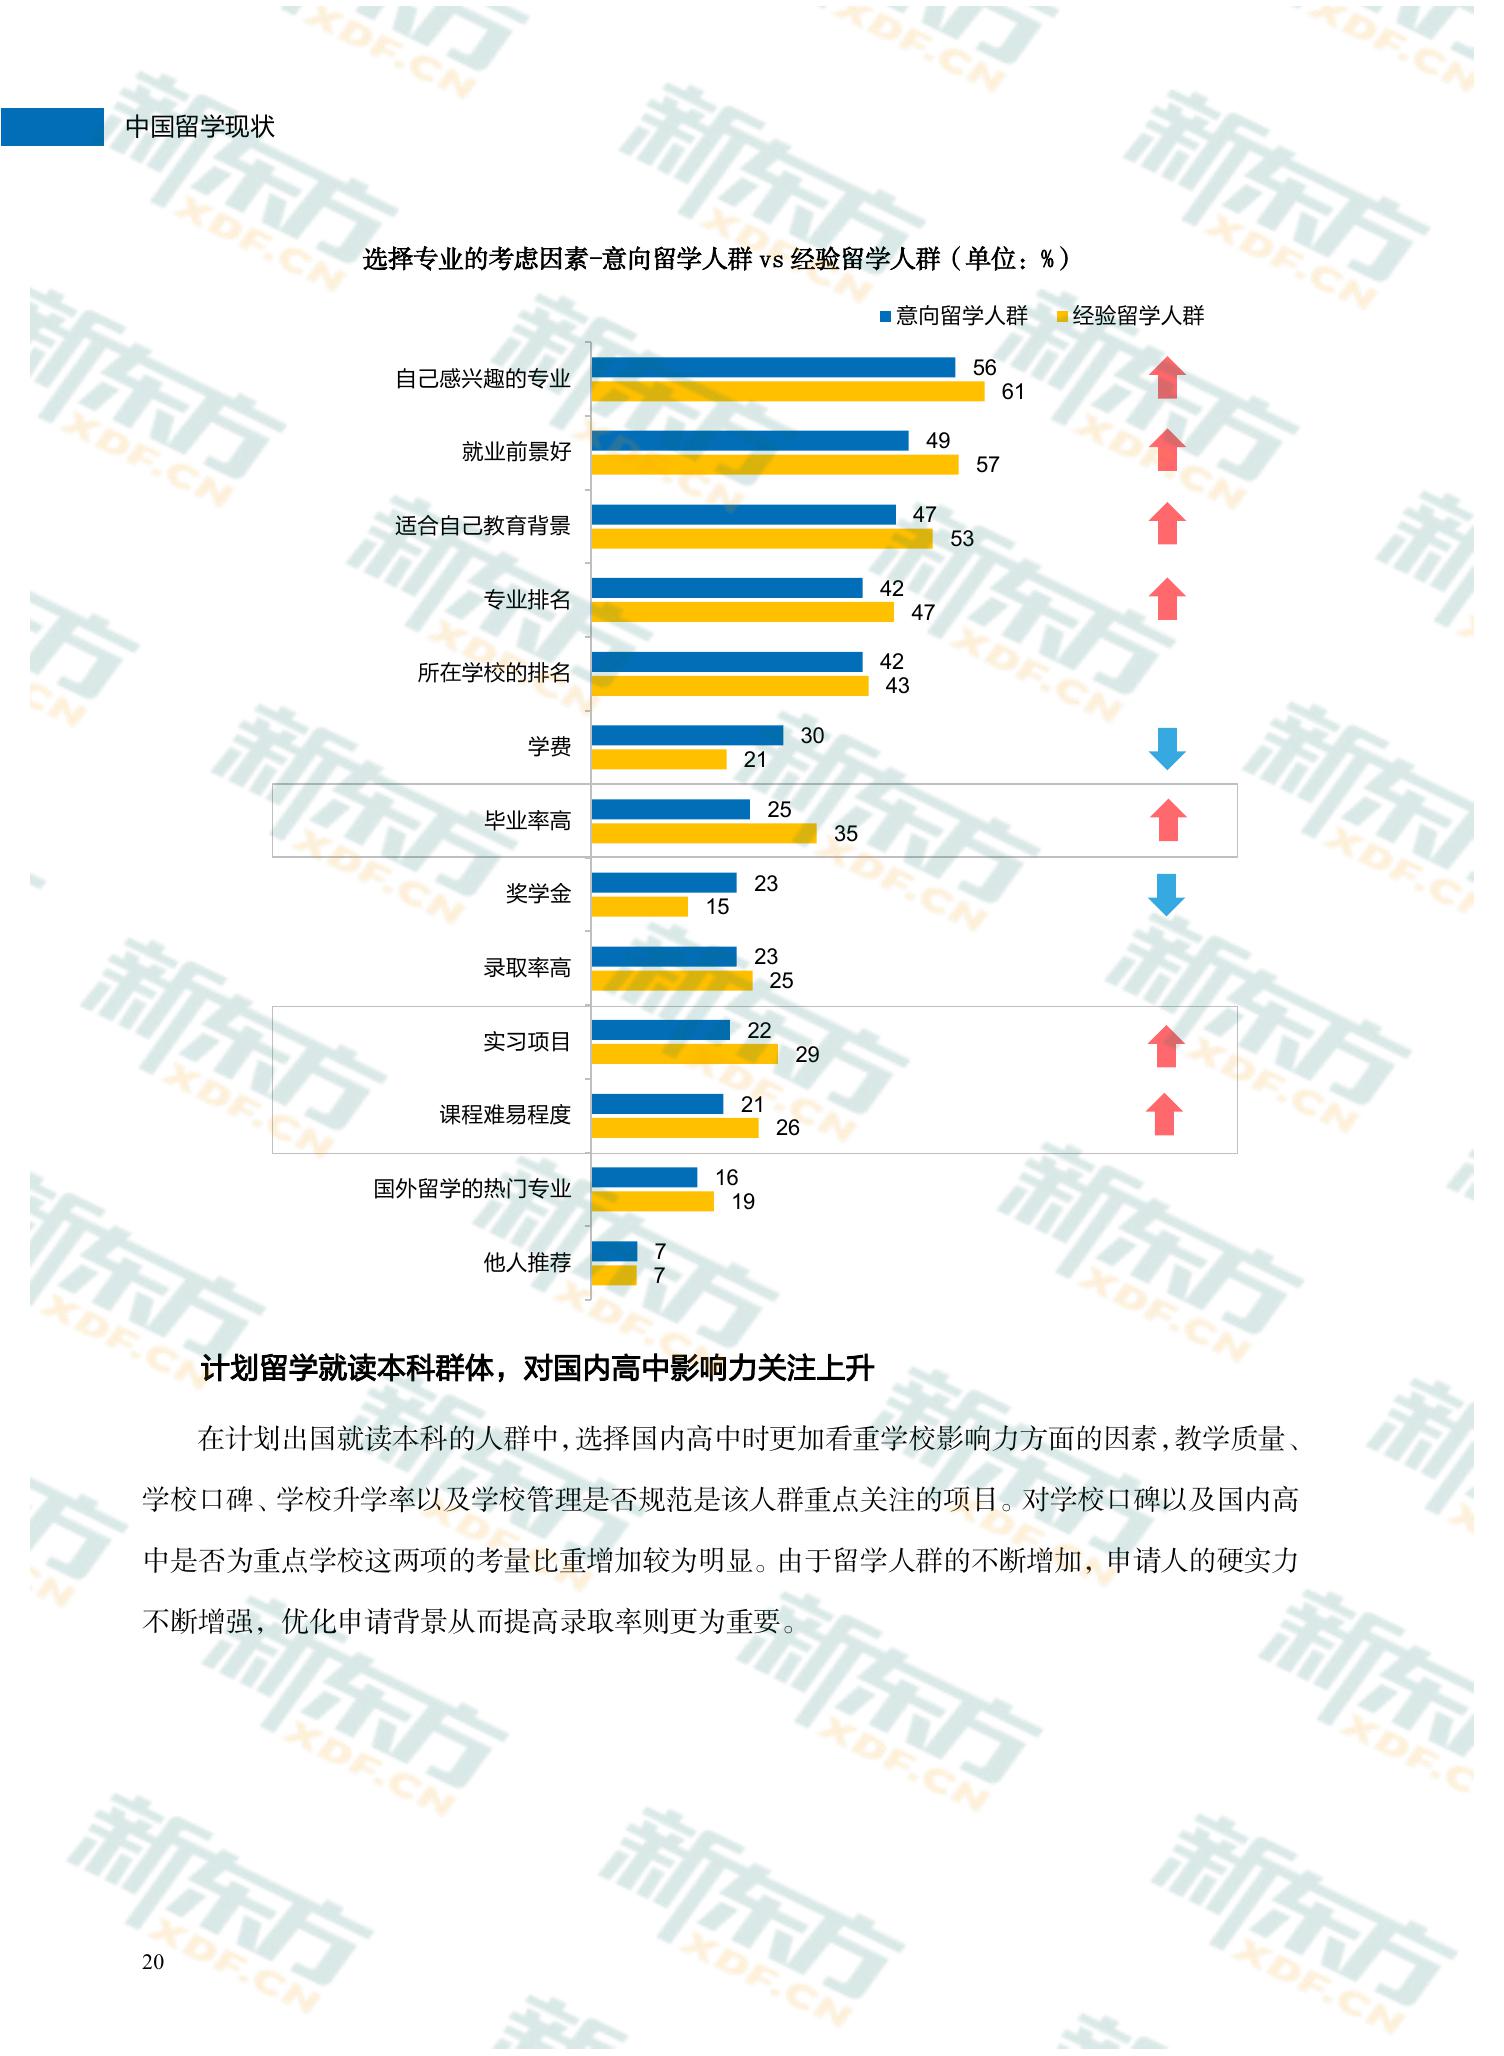 中国留学现状
选择专业的考虑因素-意向留学人群 vs 经验留学人群（单位：%）
意向留学人群 经验留学人群
自己感兴趣的专业 56 61
就业前景好 49 57
适合自己教育背景 47 53
专业排名 42 47
所在学校的排名 42 43
学费 30 21
毕业率高 25 35
奖学金 23 15
录取率高 23 25
实习项目 22 29
课程难易程度 21 26
国外留学的热门专业 16 19
他人推荐 7 7
计划留学就读本科群体，对国内高中影响力关注上升
在计划出国就读本科的人群中，选择国内高中时更加看重学校影响力方面的因素，教学质量、
学校口碑、学校升学率以及学校管理是否规范是该人群重点关注的项目。对学校口碑以及国内高
中是否为重点学校这两项的考量比重增加较为明显。由于留学人群的不断增加，申请人的硬实力
不断增强，优化申请背景从而提高录取率则更为重要。
20
新东方
XDF.CN